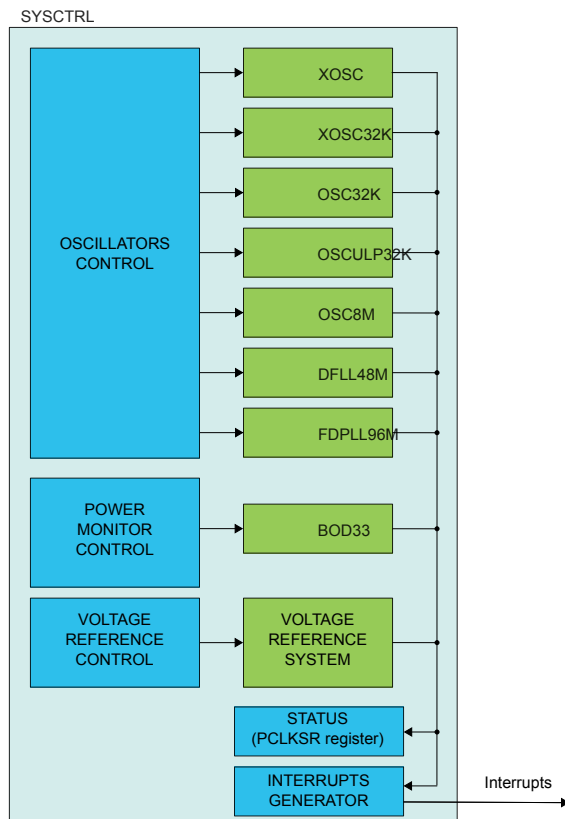 SYSCTRL
OSCILLATORS
CONTROL
XOSC
XOSC32K
OSC32K
OSCULP32K
OSC8M
DFLL48M
FDPLL96M
POWER
MONITOR
CONTROL
BOD33
VOLTAGE
REFERENCE
CONTROL
VOLTAGE
REFERENCE
SYSTEM
STATUS
(PCLKSR register)
INTERRUPTS
GENERATOR
Interrupts